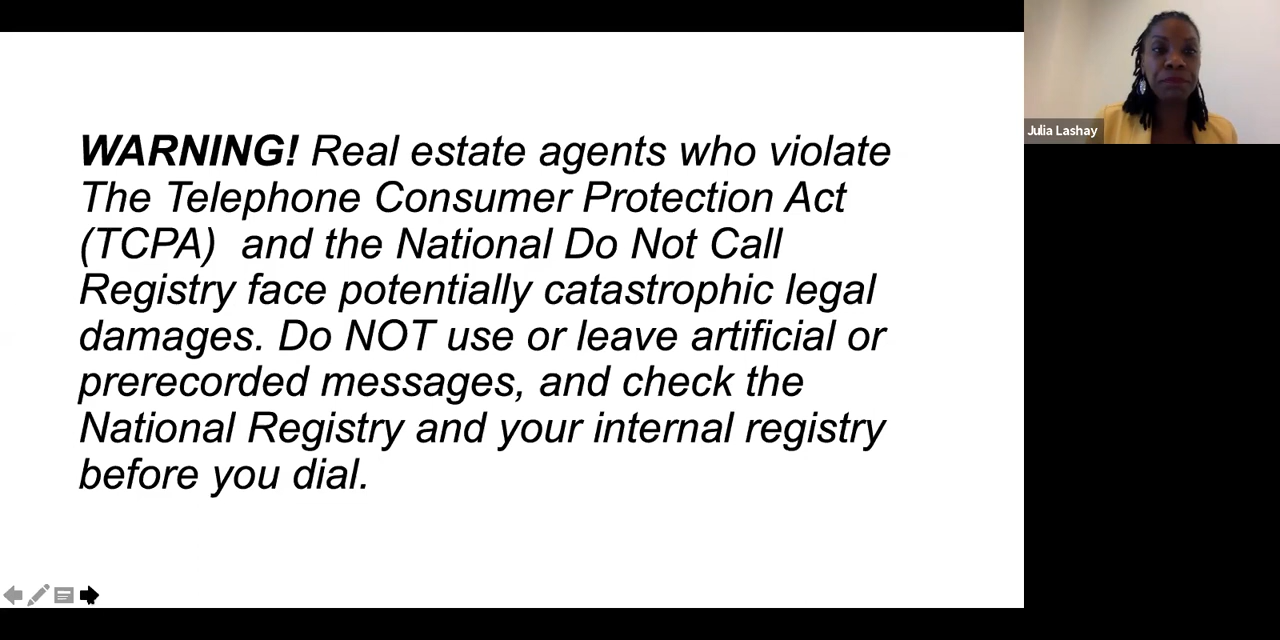 WARNING! Real estate agents who violate
The Telephone Consumer Protection Act
(TCPA)  and the National Do Not Call
Registry face potentially catastrophic legal
damages. Do NOT use or leave artificial or
prerecorded messages, and check the
National Registry and your internal registry
before you dial.
Julia Lashay